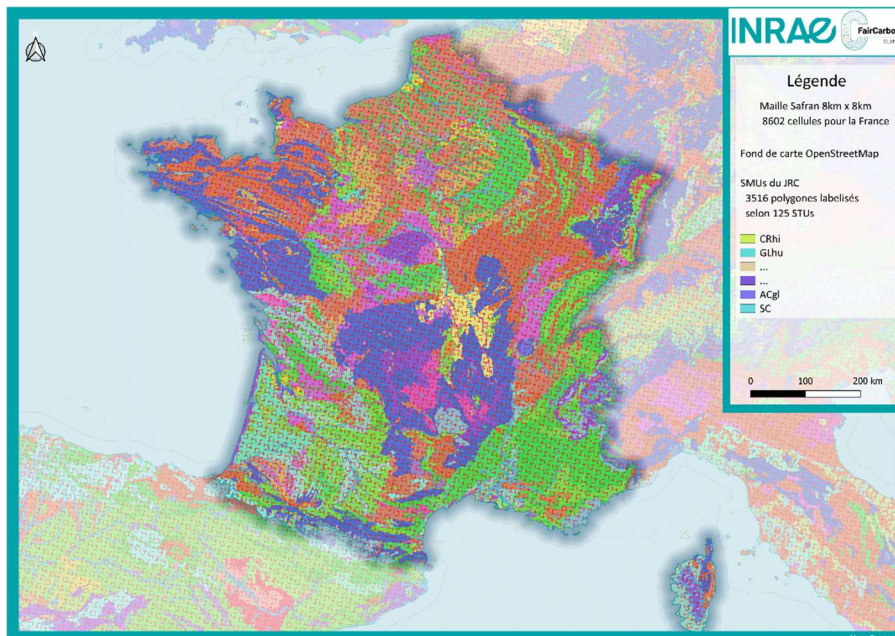 INRAE
FairCarbo
Légende
Maille Safran 8km x 8km
8602 cellules pour la France
Fond de carte OpenStreetMap
SMUs du JRC
3516 polygones labelisés
selon 125 STUs
CRhi
GLhu
...
...
ACgl
SC
0 100 200 km